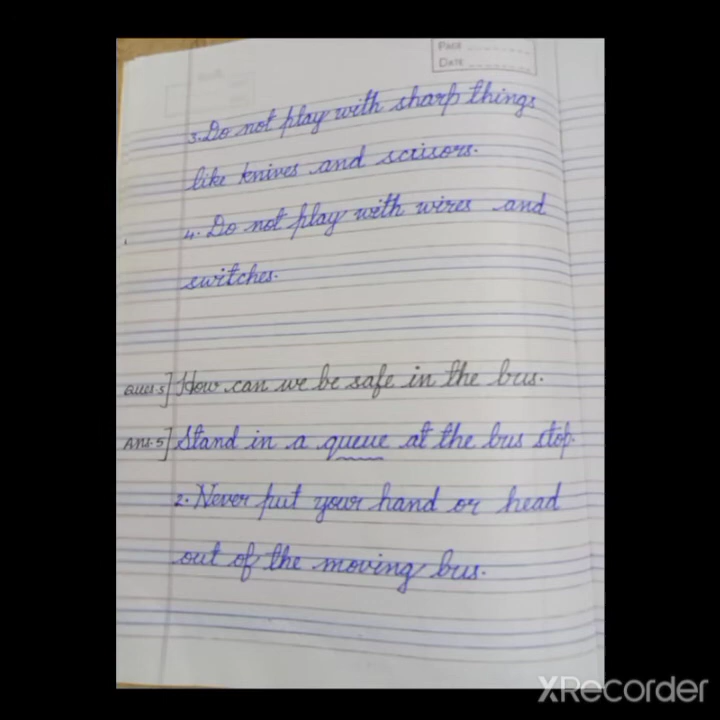 PAGE
DATE
3. Do not play with sharp things
like knives and scissors.
4. Do not play with wires and
switches.
Ques.5] How can we be safe in the bus.
Ans.5] Stand in a queue at the bus stop.
2. Never put your hand or head
out of the moving bus.
XRecorder